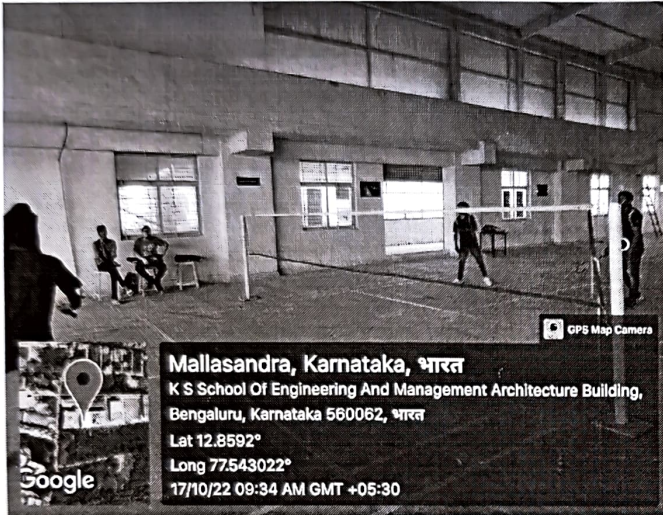 GPS Map Camera
Mallasandra, Karnataka, भारत
K S School Of Engineering And Management Architecture Building,
Bengaluru, Karnataka 560062, भारत
Lat 12.8592°
Long 77.543022°
17/10/22 09:34 AM GMT +05:30
Google